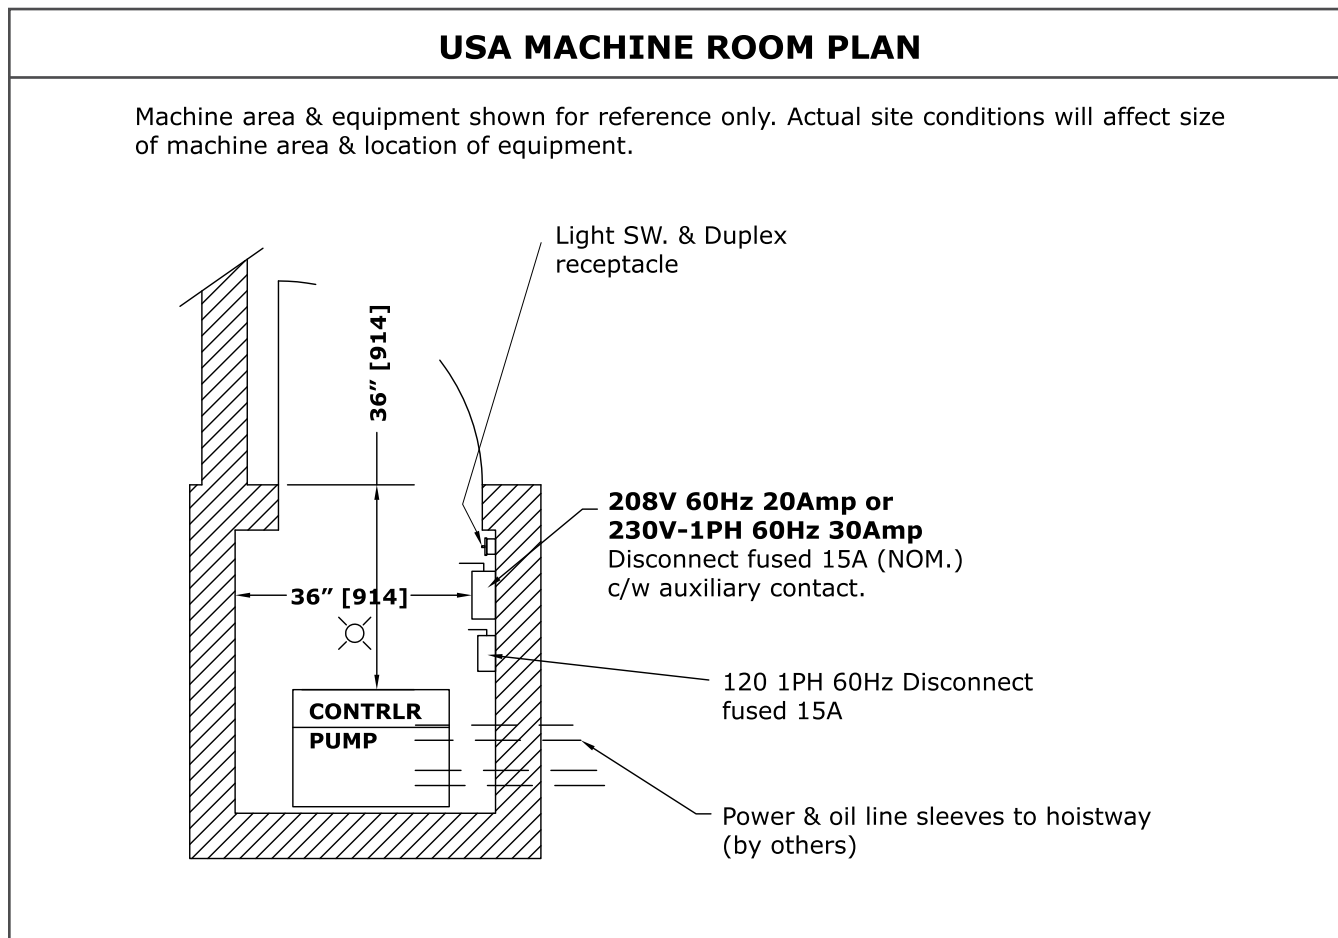 USA MACHINE ROOM PLAN
Machine area & equipment shown for reference only. Actual site conditions will affect size
of machine area & location of equipment.
Light SW. & Duplex
receptacle
36” [914]
208V 60Hz 20Amp or
230V-1PH 60Hz 30Amp
Disconnect fused 15A (NOM.)
c/w auxiliary contact.
36” [914]
120 1PH 60Hz Disconnect
fused 15A
CONTRLR
PUMP
Power & oil line sleeves to hoistway
(by others)